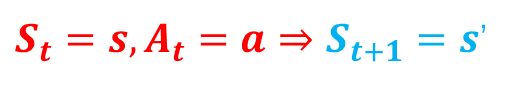 S_t = s, A_t = a ⇒ S_{t+1} = s'